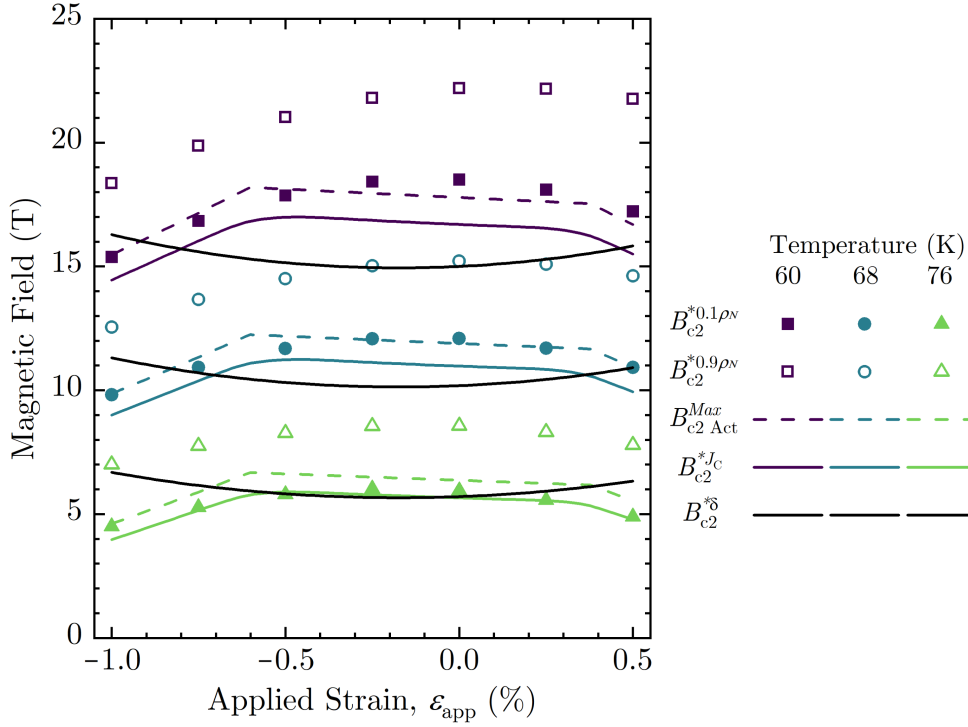 25
20
15
10
5
0
−1.0 −0.5 0.0 0.5
Magnetic Field (T)
Applied Strain, εapp (%)
Temperature (K)
60 68 76
B*0.1ρN c2
B*0.9ρN c2
BMax c2 Act
B*JC c2
B*δ c2